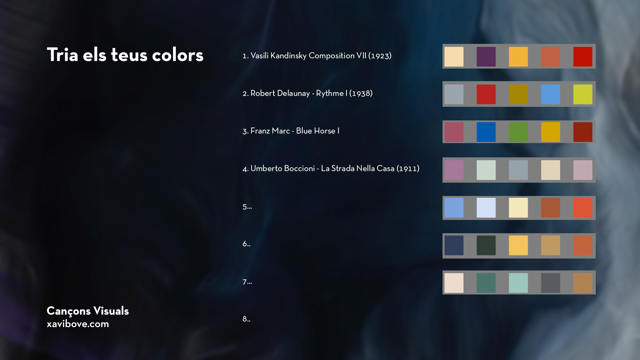 Tria els teus colors
1. Vasili Kandinsky Composition VII (1923)
2. Robert Delaunay - Rythme I (1938)
3. Franz Marc - Blue Horse I
4. Umberto Boccioni - La Strada Nella Casa (1911)
5...
6..
7...
8..
Cançons Visuals
xavibove.com